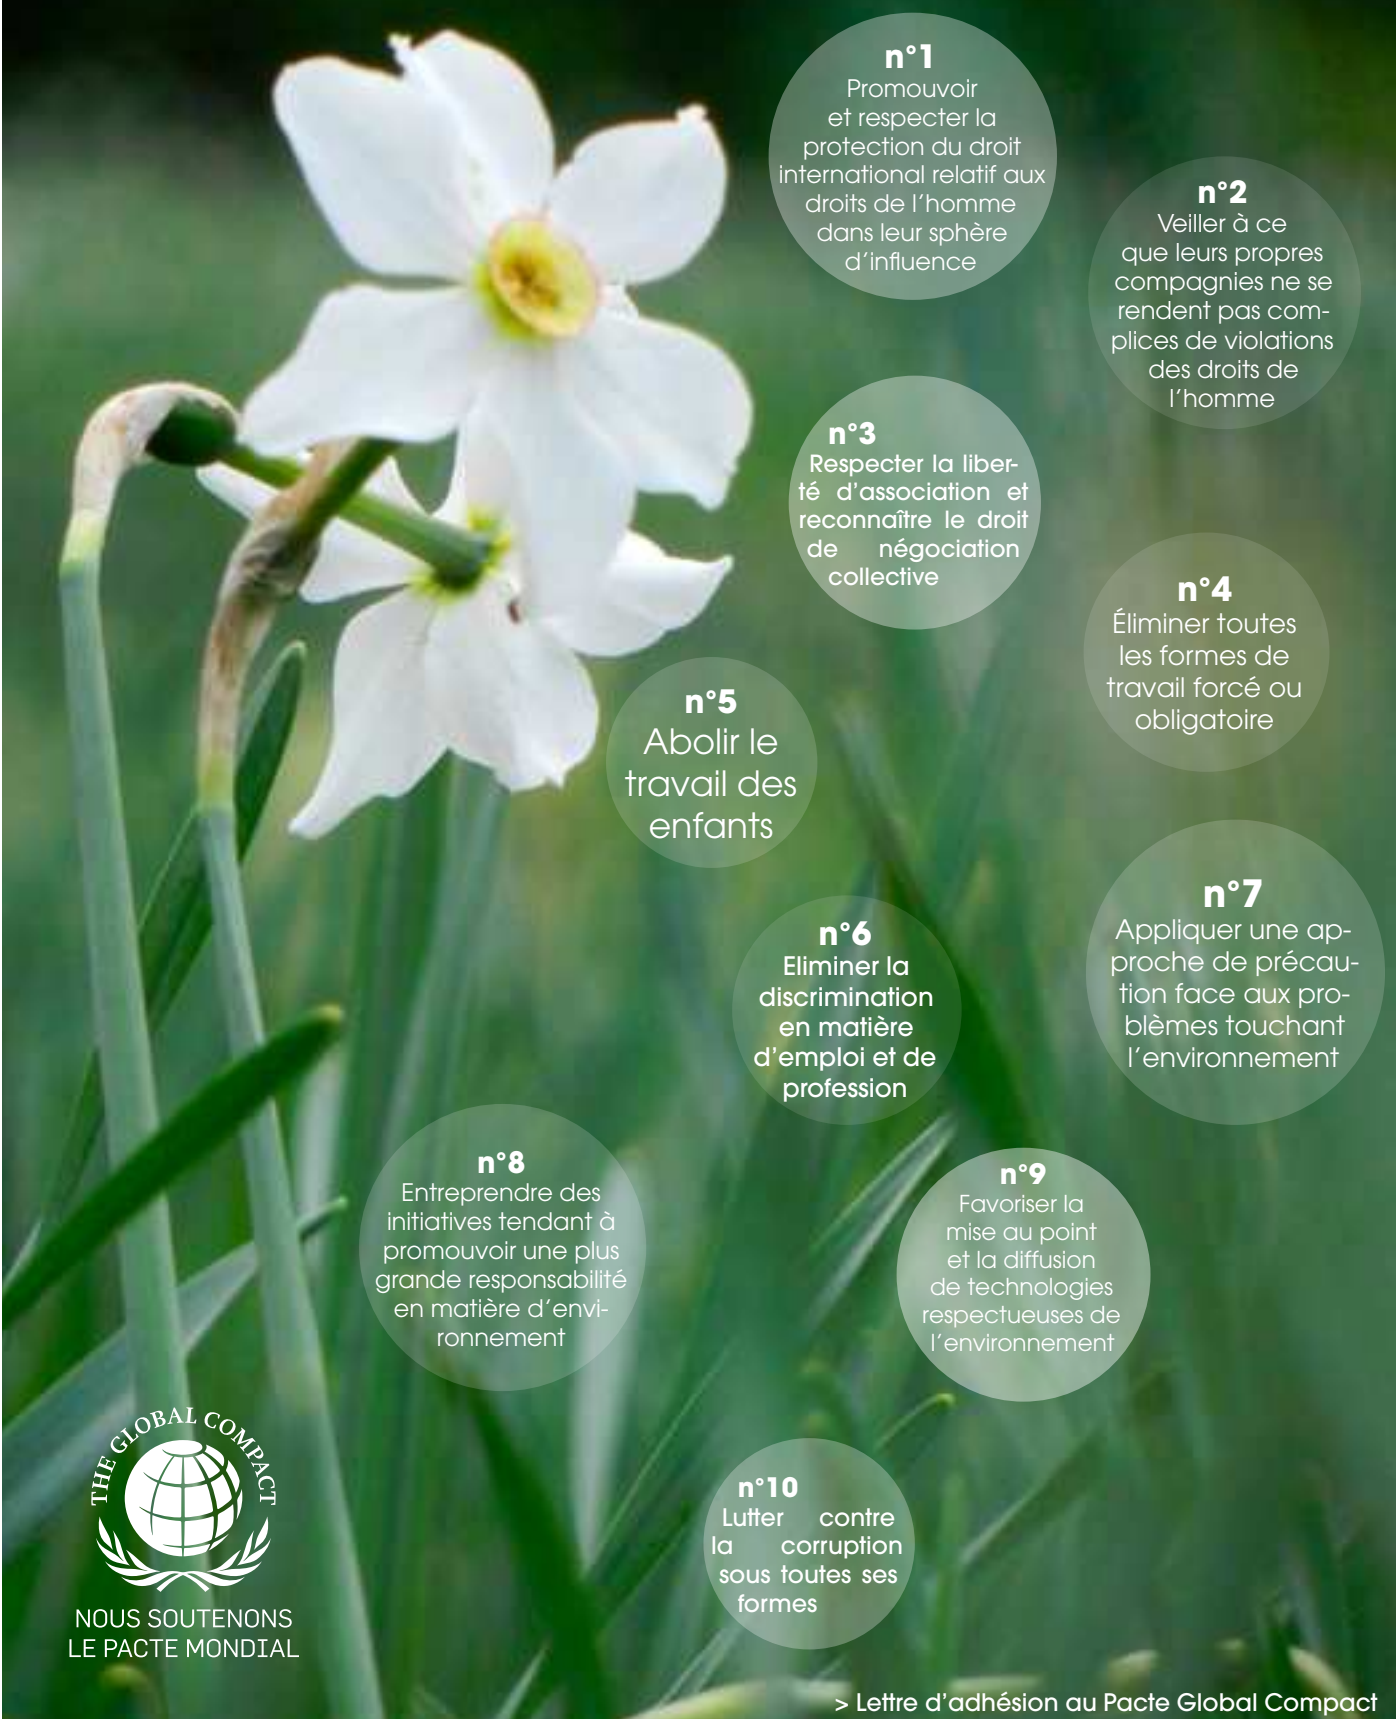 n°1
Promouvoir
et respecter la
protection du droit
international relatif aux
droits de l'homme
dans leur sphère
d'influence
n°2
Veiller à ce
que leurs propres
compagnies ne se
rendent pas com-
plices de violations
des droits de
l'homme
n°3
Respecter la liber-
té d'association et
reconnaître le droit
de négociation
collective
n°4
Éliminer toutes
les formes de
travail forcé ou
obligatoire
n°5
Abolir le
travail des
enfants
n°6
Eliminer la
discrimination
en matière
d'emploi et de
profession
n°7
Appliquer une ap-
proche de précau-
tion face aux pro-
blèmes touchant
l'environnement
n°8
Entreprendre des
initiatives tendant à
promouvoir une plus
grande responsabilité
en matière d'envi-
ronnement
n°9
Favoriser la
mise au point
et la diffusion
de technologies
respectueuses de
l'environnement
n°10
Lutter contre
la corruption
sous toutes ses
formes
THE GLOBAL COMPACT
NOUS SOUTENONS
LE PACTE MONDIAL
> Lettre d'adhésion au Pacte Global Compact